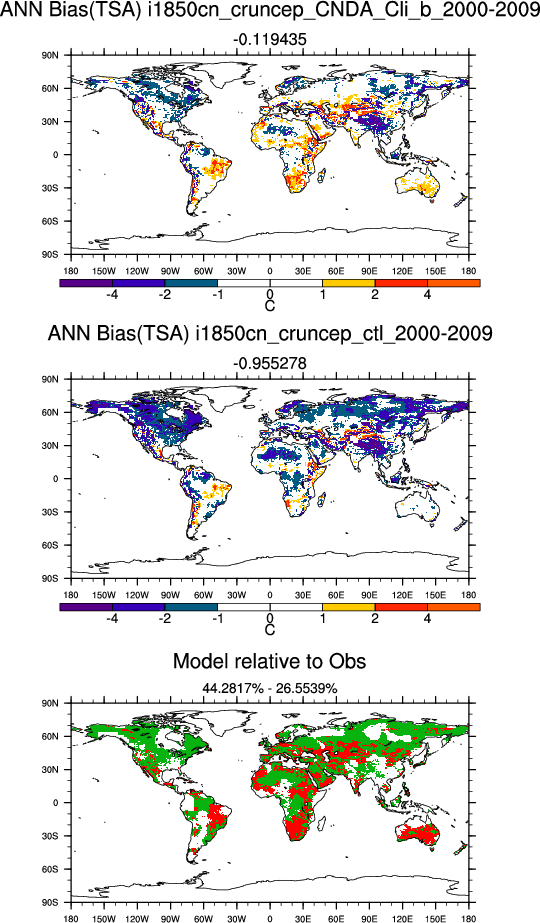 ANN Bias(TSA) i1850cn_cruncep_CNDA_Cli_b_2000-2009
-0.119435
90N
60N
30N
0
30S
60S
90S
180 150W 120W 90W 60W 30W 0 30E 60E 90E 120E 150E 180
-4 -2 -1 0 1 2 4
C
ANN Bias(TSA) i1850cn_cruncep_ctl_2000-2009
-0.955278
90N
60N
30N
0
30S
60S
90S
180 150W 120W 90W 60W 30W 0 30E 60E 90E 120E 150E 180
-4 -2 -1 0 1 2 4
C
Model relative to Obs
44.2817% - 26.5539%
90N
60N
30N
0
30S
60S
90S
180 150W 120W 90W 60W 30W 0 30E 60E 90E 120E 150E 180